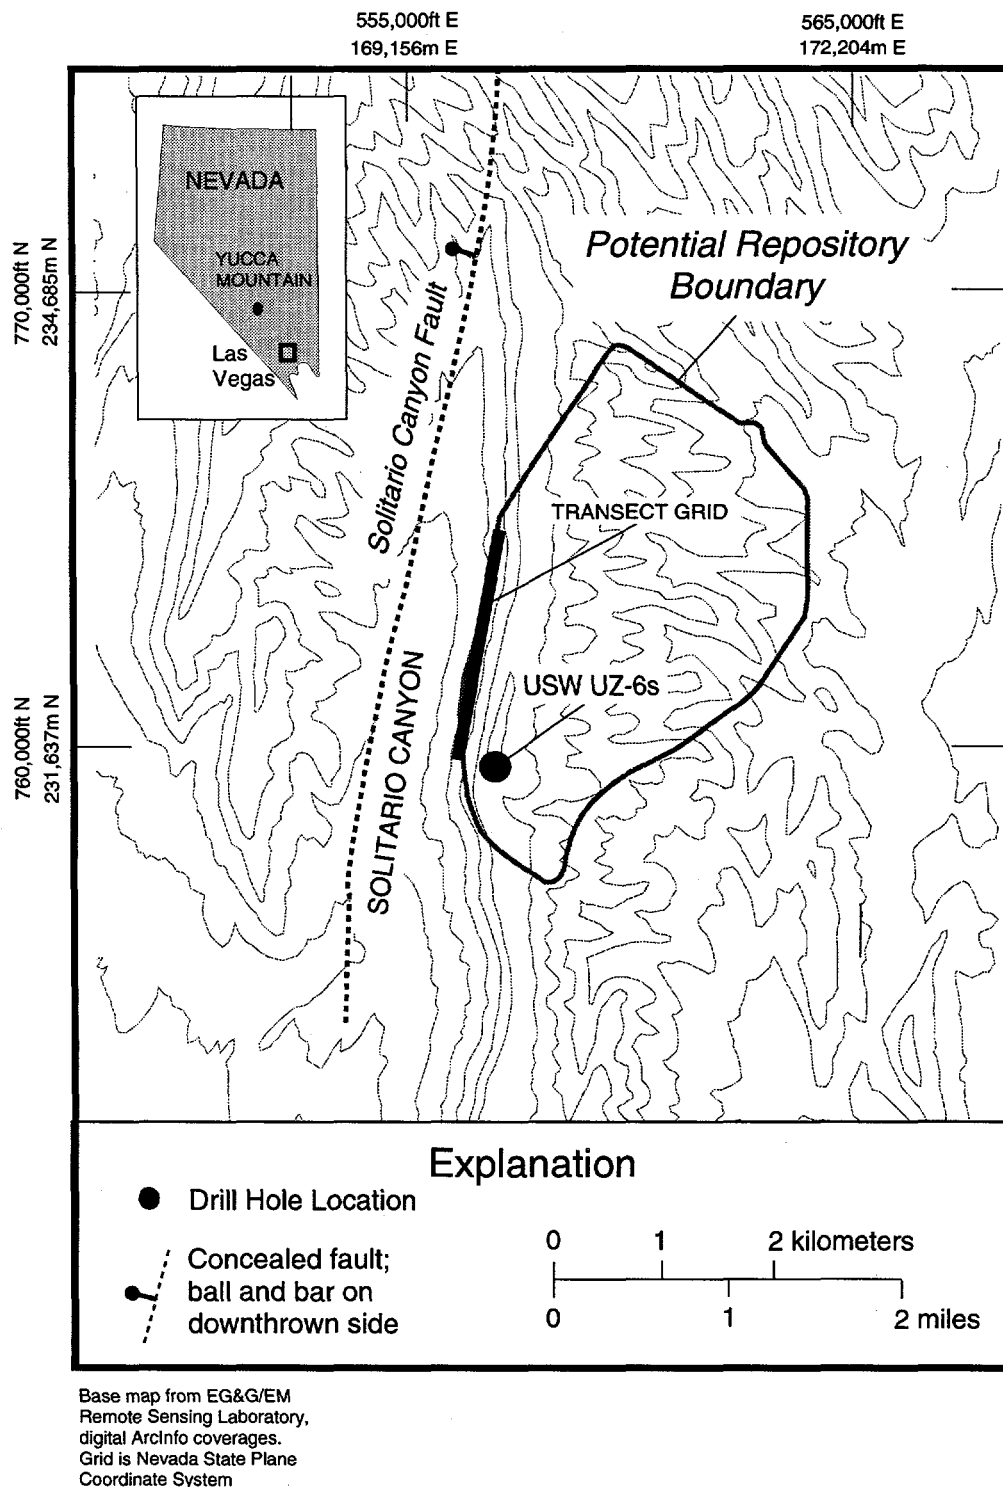 555,000ft E
169,156m E
565,000ft E
172,204m E
770,000ft N
234,685m N
760,000ft N
231,637m N
NEVADA
YUCCA
MOUNTAIN
Las
Vegas
Solitario Canyon Fault
SOLITARIO CANYON
Potential Repository
Boundary
TRANSECT GRID
USW UZ-6s
Explanation
Drill Hole Location
Concealed fault;
ball and bar on
downthrown side
0 1 2 kilometers
0 1 2 miles
Base map from EG&G/EM
Remote Sensing Laboratory,
digital ArcInfo coverages.
Grid is Nevada State Plane
Coordinate System